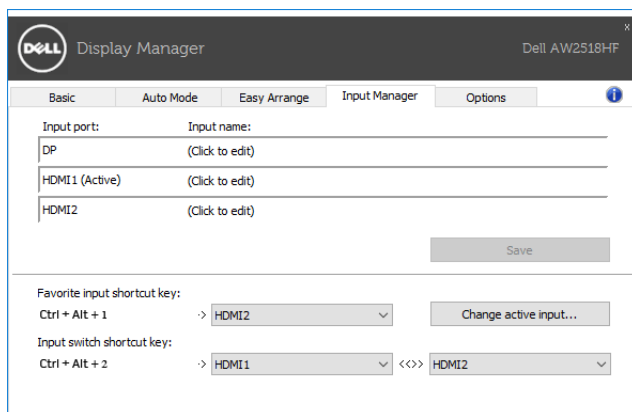 x
DELL Display Manager Dell AW2518HF
Basic Auto Mode Easy Arrange Input Manager Options i
Input port: Input name:
DP (Click to edit)
HDMI1 (Active) (Click to edit)
HDMI2 (Click to edit)
Save
Favorite input shortcut key:
Ctrl + Alt + 1 -> HDMI2 Change active input...
Input switch shortcut key:
Ctrl + Alt + 2 -> HDMI1 <<>> HDMI2